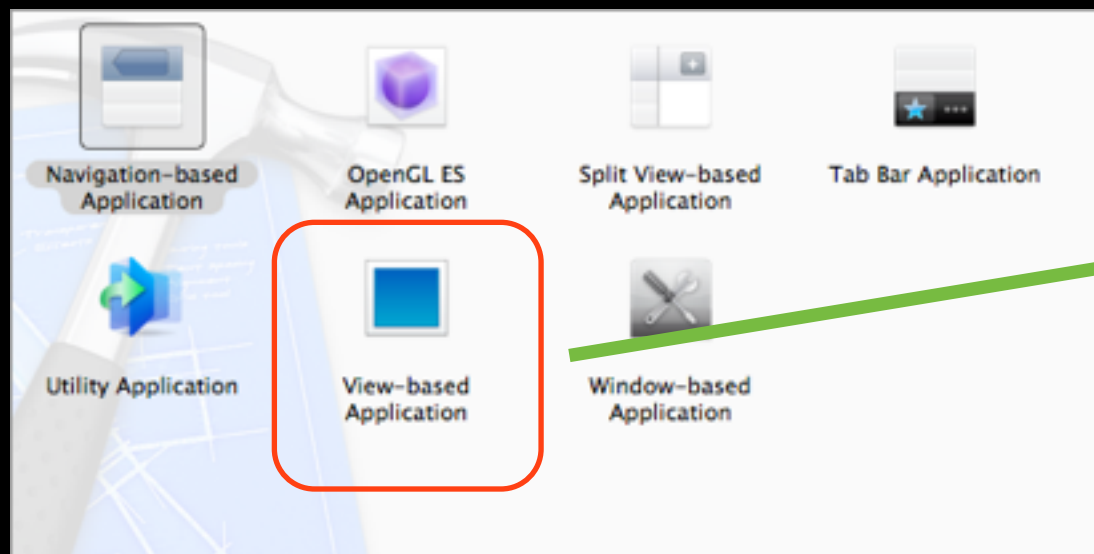 Navigation-based
Application
OpenGL ES
Application
Split View-based
Application
Tab Bar Application
Utility Application
View-based
Application
Window-based
Application